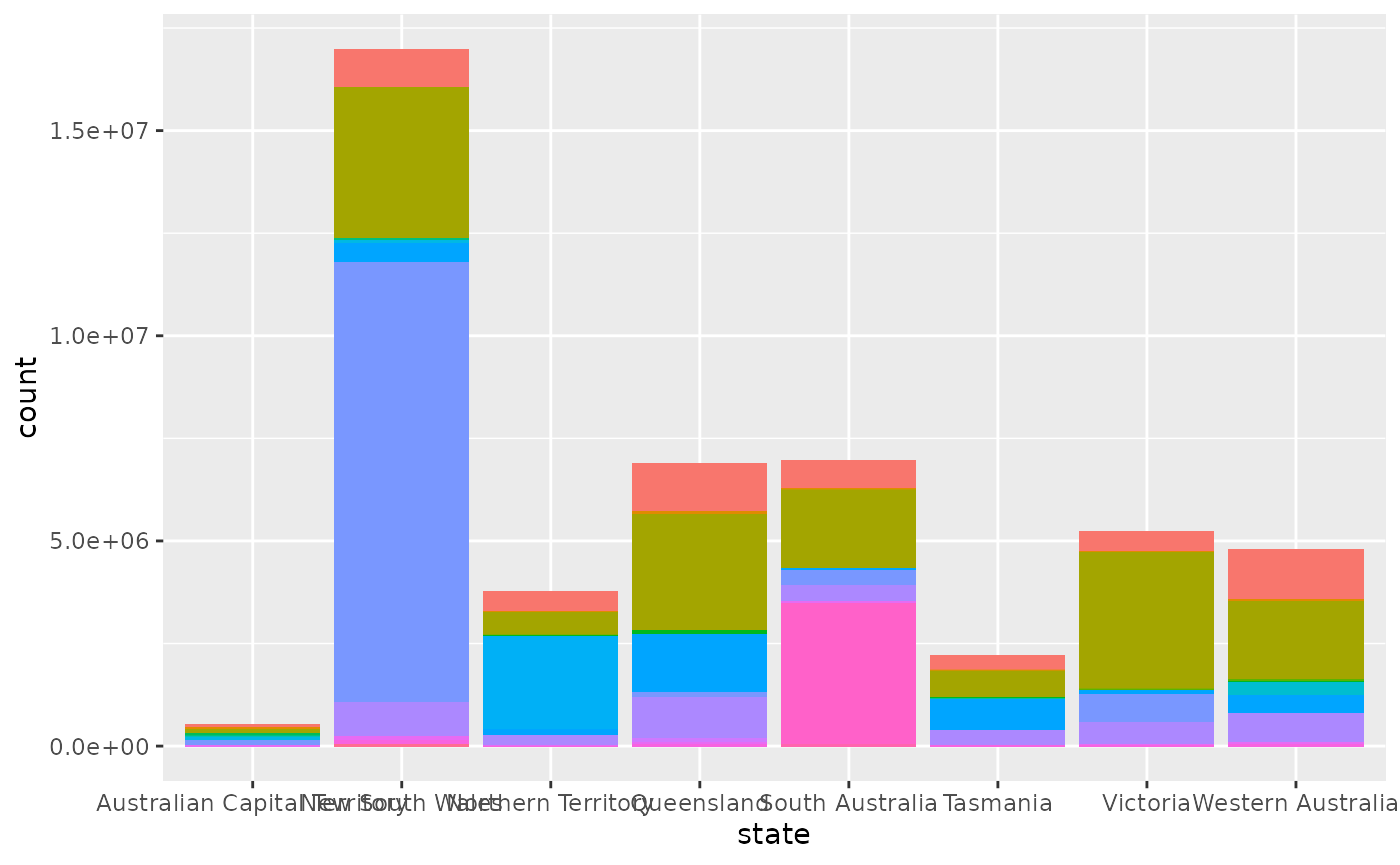 1.5e+07
1.0e+07
5.0e+06
0.0e+00
count
Australian Capital Territory New South Wales Northern Territory Queensland South Australia Tasmania Victoria Western Australia
state